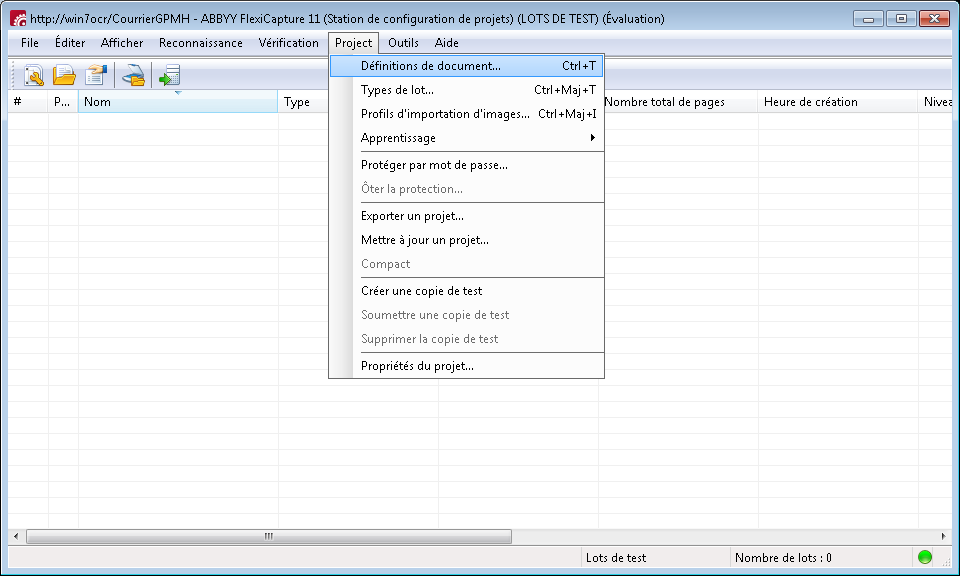 http://win7ocr/CourrierGPMH - ABBYY FlexiCapture 11 (Station de configuration de projets) (LOTS DE TEST) (Évaluation)
File Éditer Afficher Reconnaissance Vérification Project Outils Aide
Définitions de document... Ctrl+T
# P... Nom Type Nombre total de pages Heure de création Nivea
Types de lot... Ctrl+Maj+T
Profils d'importation d'images... Ctrl+Maj+I
Apprentissage
Protéger par mot de passe...
Ôter la protection...
Exporter un projet...
Mettre à jour un projet...
Compact
Créer une copie de test
Soumettre une copie de test
Supprimer la copie de test
Propriétés du projet...
Lots de test Nombre de lots : 0